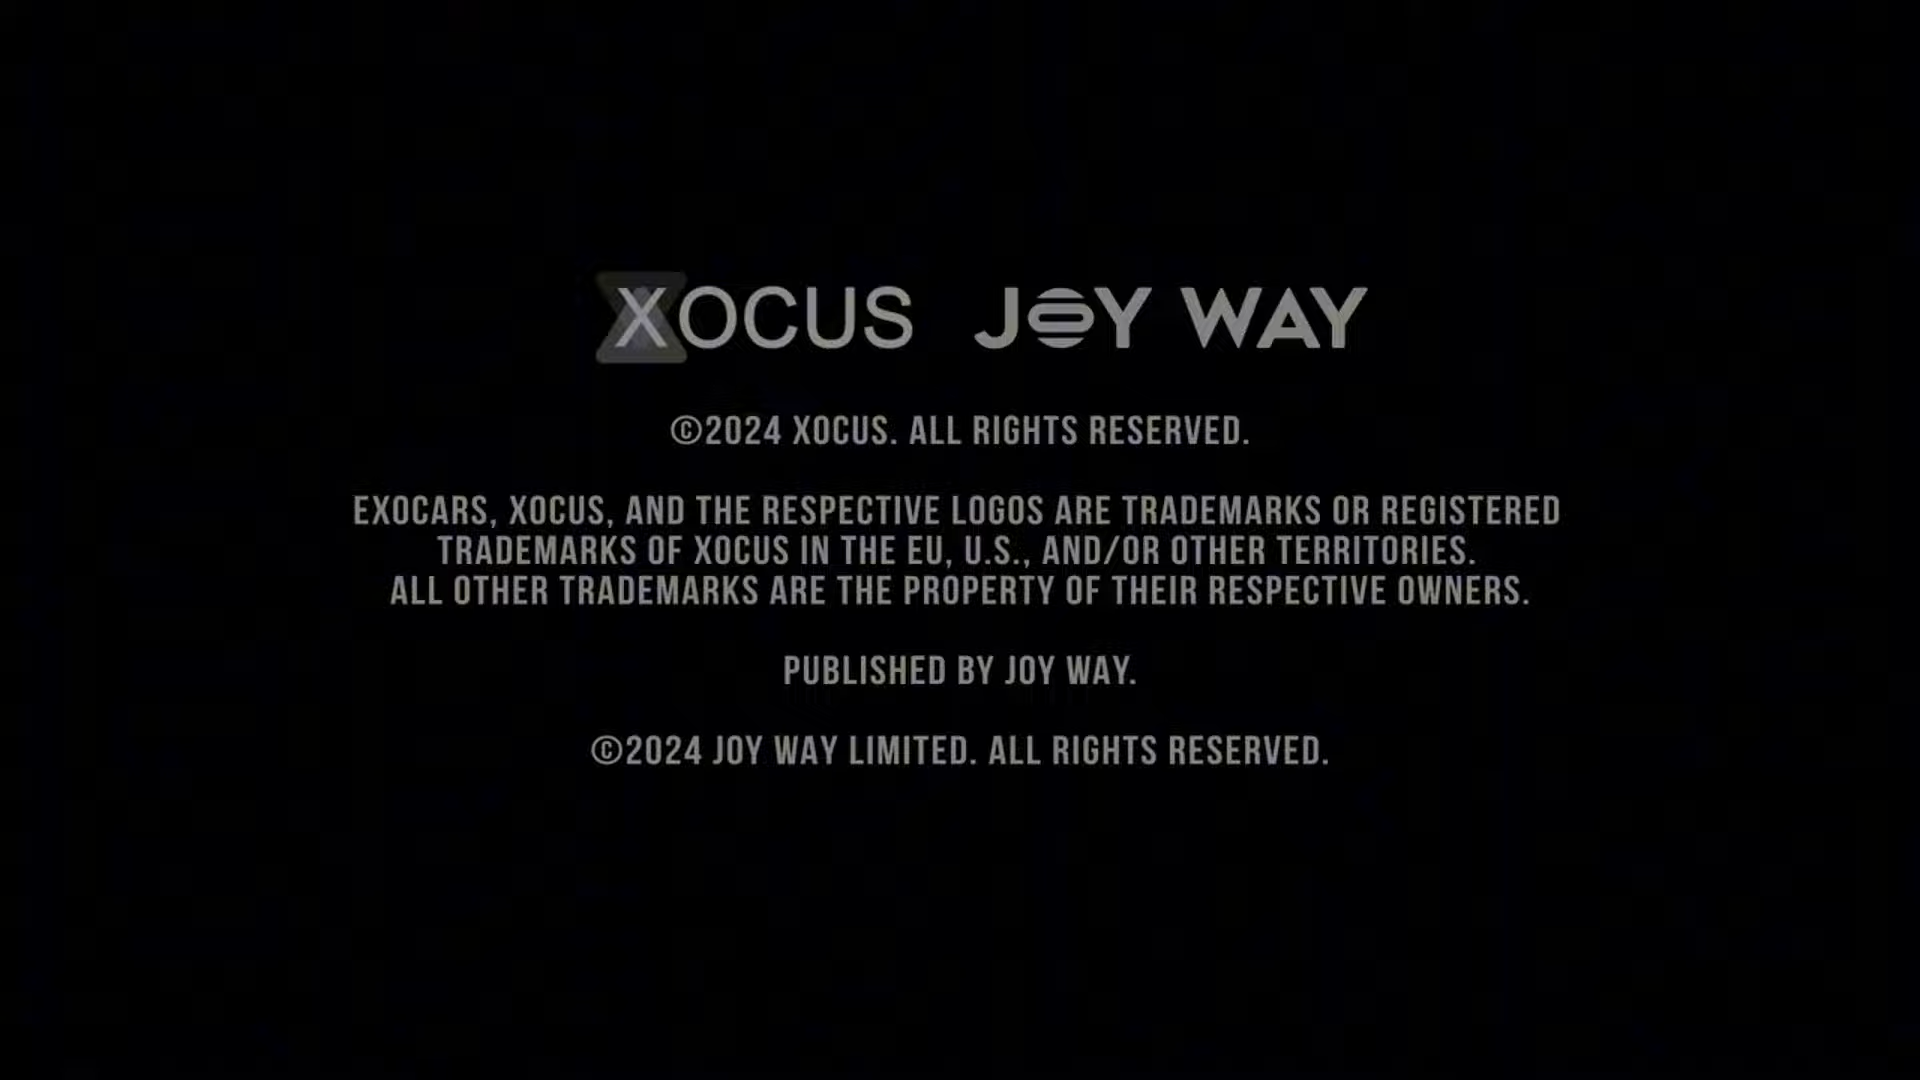 XOCUS JOY WAY
©2024 XOCUS. ALL RIGHTS RESERVED.
EXOCARS, XOCUS, AND THE RESPECTIVE LOGOS ARE TRADEMARKS OR REGISTERED
TRADEMARKS OF XOCUS IN THE EU, U.S., AND/OR OTHER TERRITORIES.
ALL OTHER TRADEMARKS ARE THE PROPERTY OF THEIR RESPECTIVE OWNERS.
PUBLISHED BY JOY WAY.
©2024 JOY WAY LIMITED. ALL RIGHTS RESERVED.